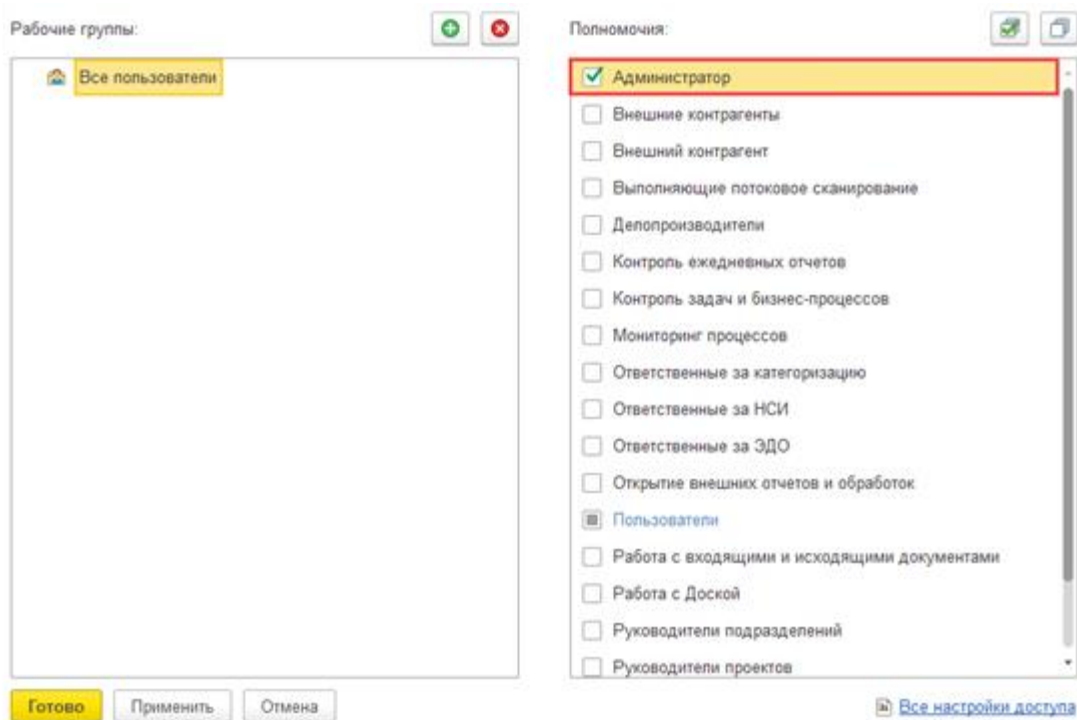 Рабочие группы:
Все пользователи
Полномочия:
Администратор
Внешние контрагенты
Внешний контрагент
Выполняющие потоковое сканирование
Делопроизводители
Контроль ежедневных отчетов
Контроль задач и бизнес-процессов
Мониторинг процессов
Ответственные за категоризацию
Ответственные за НСИ
Ответственные за ЭДО
Открытие внешних отчетов и обработок
Пользователи
Работа с входящими и исходящими документами
Работа с Доской
Руководители подразделений
Руководители проектов
Готово Применить Отмена
Все настройки доступа